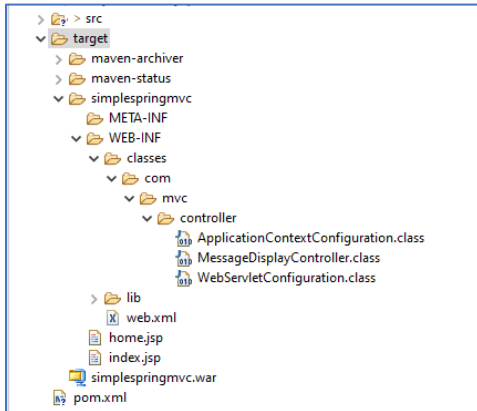 > src
target
maven-archiver
maven-status
simplespringmvc
META-INF
WEB-INF
classes
com
mvc
controller
ApplicationContextConfiguration.class
MessageDisplayController.class
WebServletConfiguration.class
lib
web.xml
home.jsp
index.jsp
simplespringmvc.war
pom.xml